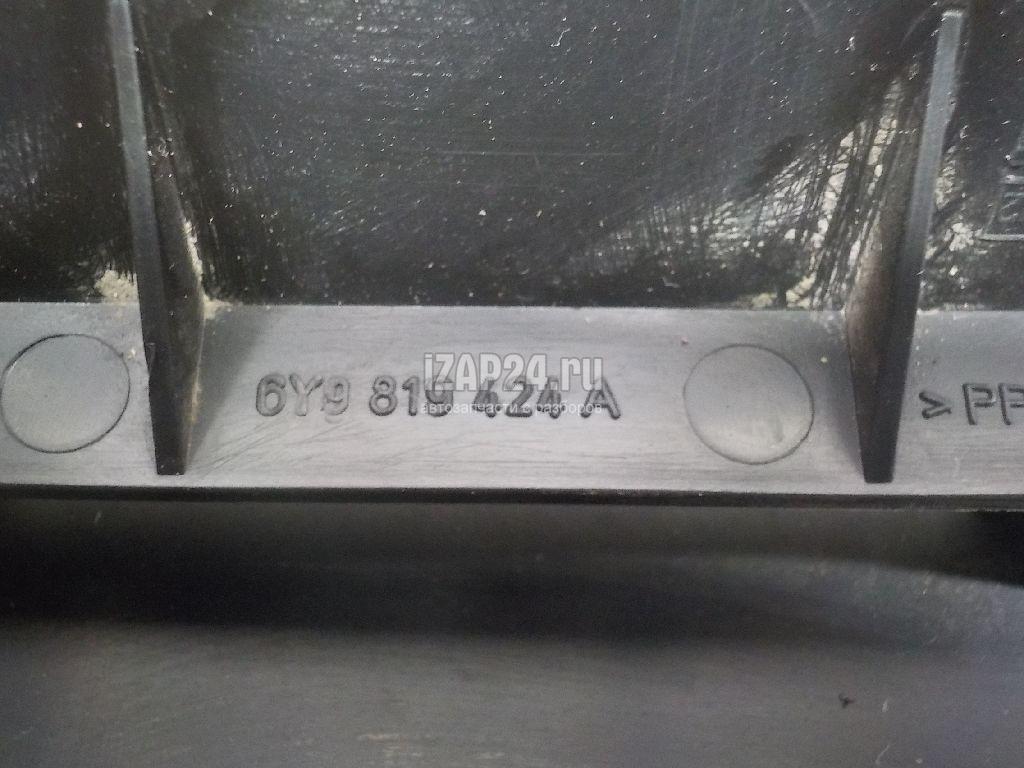 iZAP24.ru
6Y9 819 424 A
автозапчасти с разборов
> PP